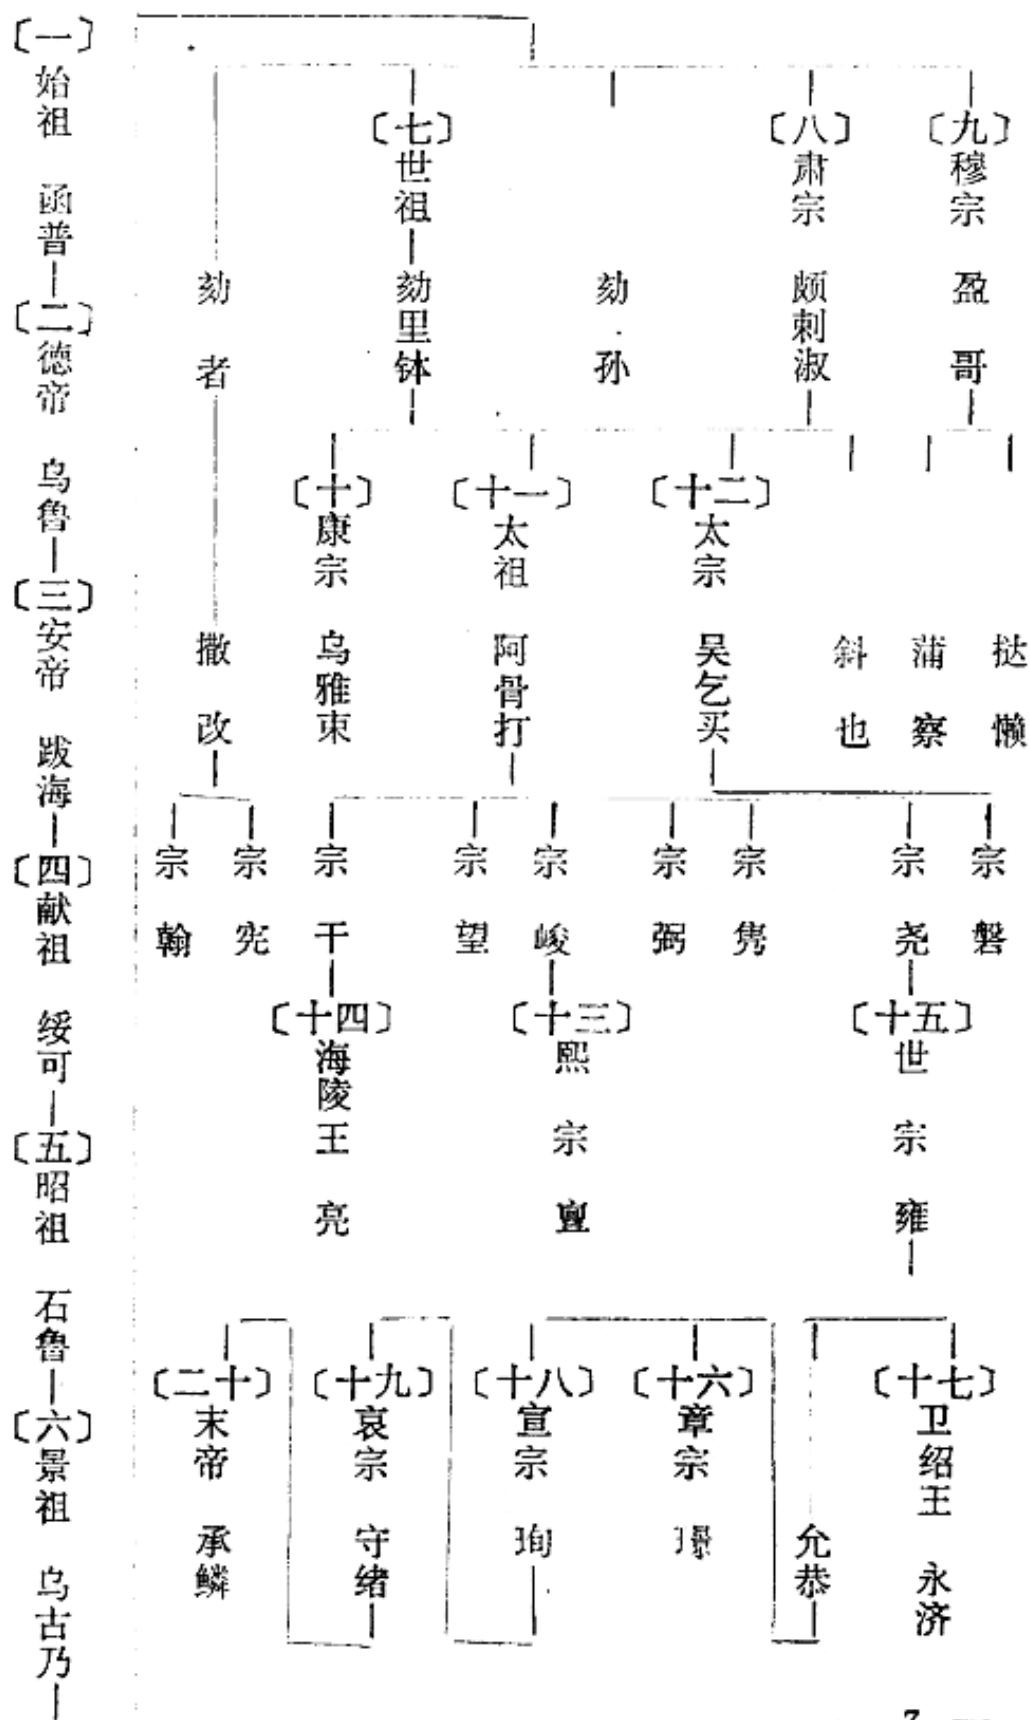 〔一〕始祖 函普
〔二〕德帝 乌鲁
〔三〕安帝 跋海
〔四〕献祖 绥可
〔五〕昭祖 石鲁
〔六〕景祖 乌古乃
劾者
〔七〕世祖 劾里钵
劾孙
〔八〕肃宗 颇剌淑
〔九〕穆宗 盈哥
撒改
〔十〕康宗 乌雅束
〔十一〕太祖 阿骨打
〔十二〕太宗 吴乞买
斜也
蒲察
挞懒
宗翰
宗宪
宗干
宗望
宗峻
宗弼
宗隽
宗尧
宗磐
〔十四〕海陵王 亮
〔十三〕熙宗 亶
〔十五〕世宗 雍
〔二十〕末帝 承鳞
〔十九〕哀宗 守绪
〔十八〕宣宗 珣
〔十六〕章宗 璟
允恭
〔十七〕卫绍王 永济